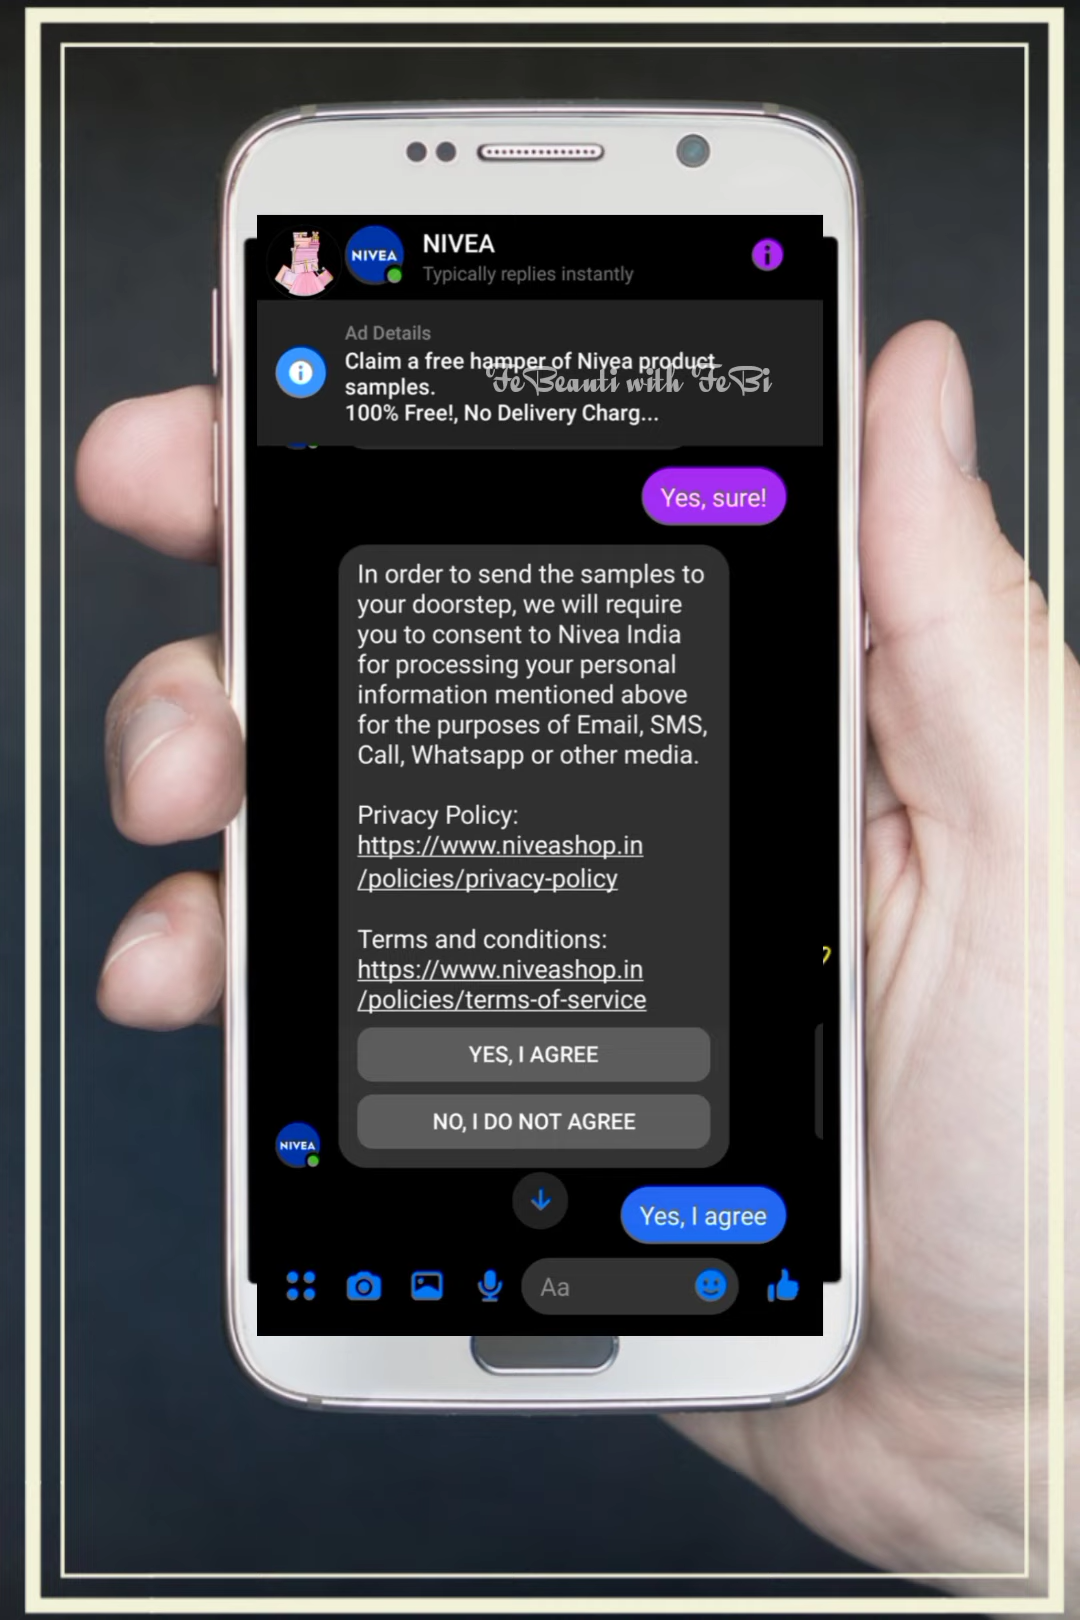 NIVEA
NIVEA
Typically replies instantly
Ad Details
Claim a free hamper of Nivea product
samples.
FeBeauti with FeBi
100% Free!, No Delivery Charg...
Yes, sure!
In order to send the samples to
your doorstep, we will require
you to consent to Nivea India
for processing your personal
information mentioned above
for the purposes of Email, SMS,
Call, Whatsapp or other media.
Privacy Policy:
https://www.niveashop.in
/policies/privacy-policy
Terms and conditions:
https://www.niveashop.in
/policies/terms-of-service
YES, I AGREE
NO, I DO NOT AGREE
NIVEA
Yes, I agree
Aa